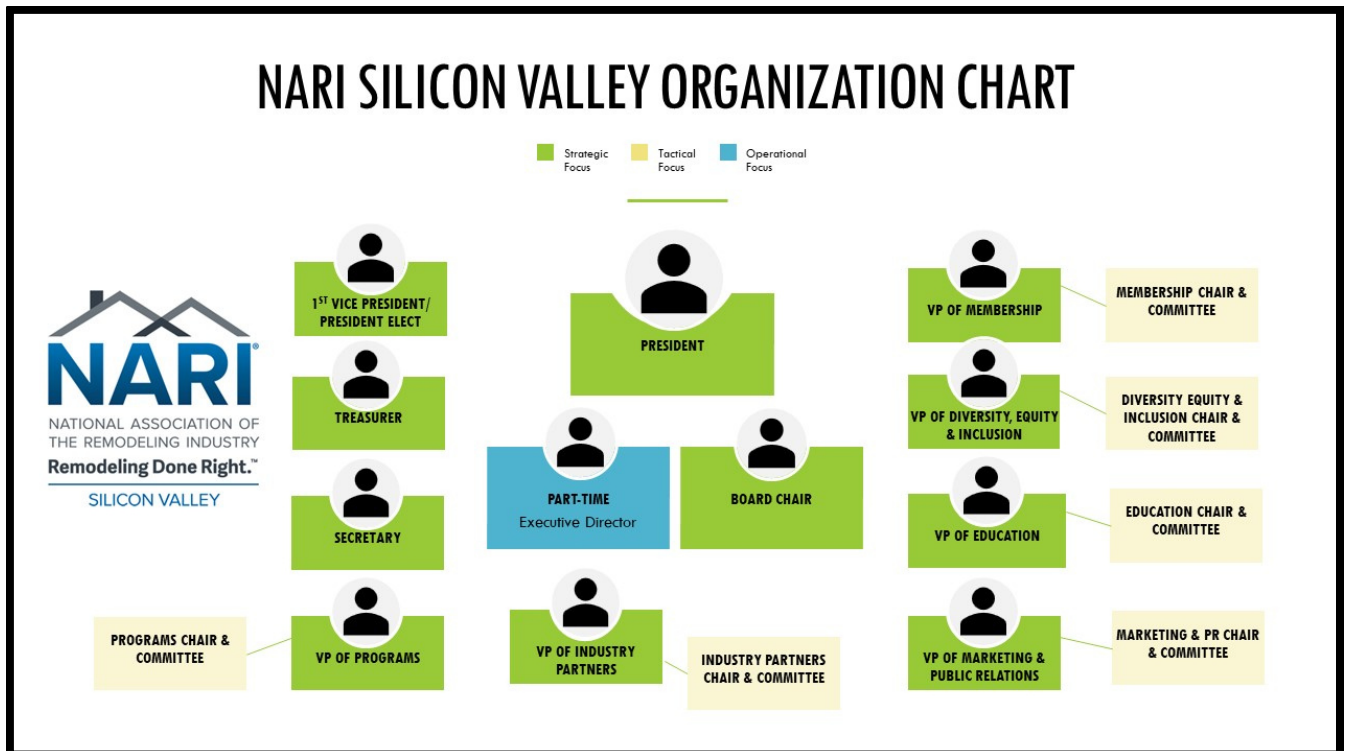 NARI SILICON VALLEY ORGANIZATION CHART
Strategic
Focus
Tactical
Focus
Operational
Focus
NARI®
NATIONAL ASSOCIATION OF
THE REMODELING INDUSTRY
Remodeling Done Right.™
SILICON VALLEY
1ST VICE PRESIDENT/
PRESIDENT ELECT
TREASURER
SECRETARY
PROGRAMS CHAIR &
COMMITTEE
VP OF PROGRAMS
PRESIDENT
PART-TIME
Executive Director
BOARD CHAIR
VP OF INDUSTRY
PARTNERS
INDUSTRY PARTNERS
CHAIR & COMMITTEE
VP OF MEMBERSHIP
MEMBERSHIP CHAIR &
COMMITTEE
VP OF DIVERSITY, EQUITY
& INCLUSION
DIVERSITY EQUITY &
INCLUSION CHAIR &
COMMITTEE
VP OF EDUCATION
EDUCATION CHAIR &
COMMITTEE
VP OF MARKETING &
PUBLIC RELATIONS
MARKETING & PR CHAIR
& COMMITTEE